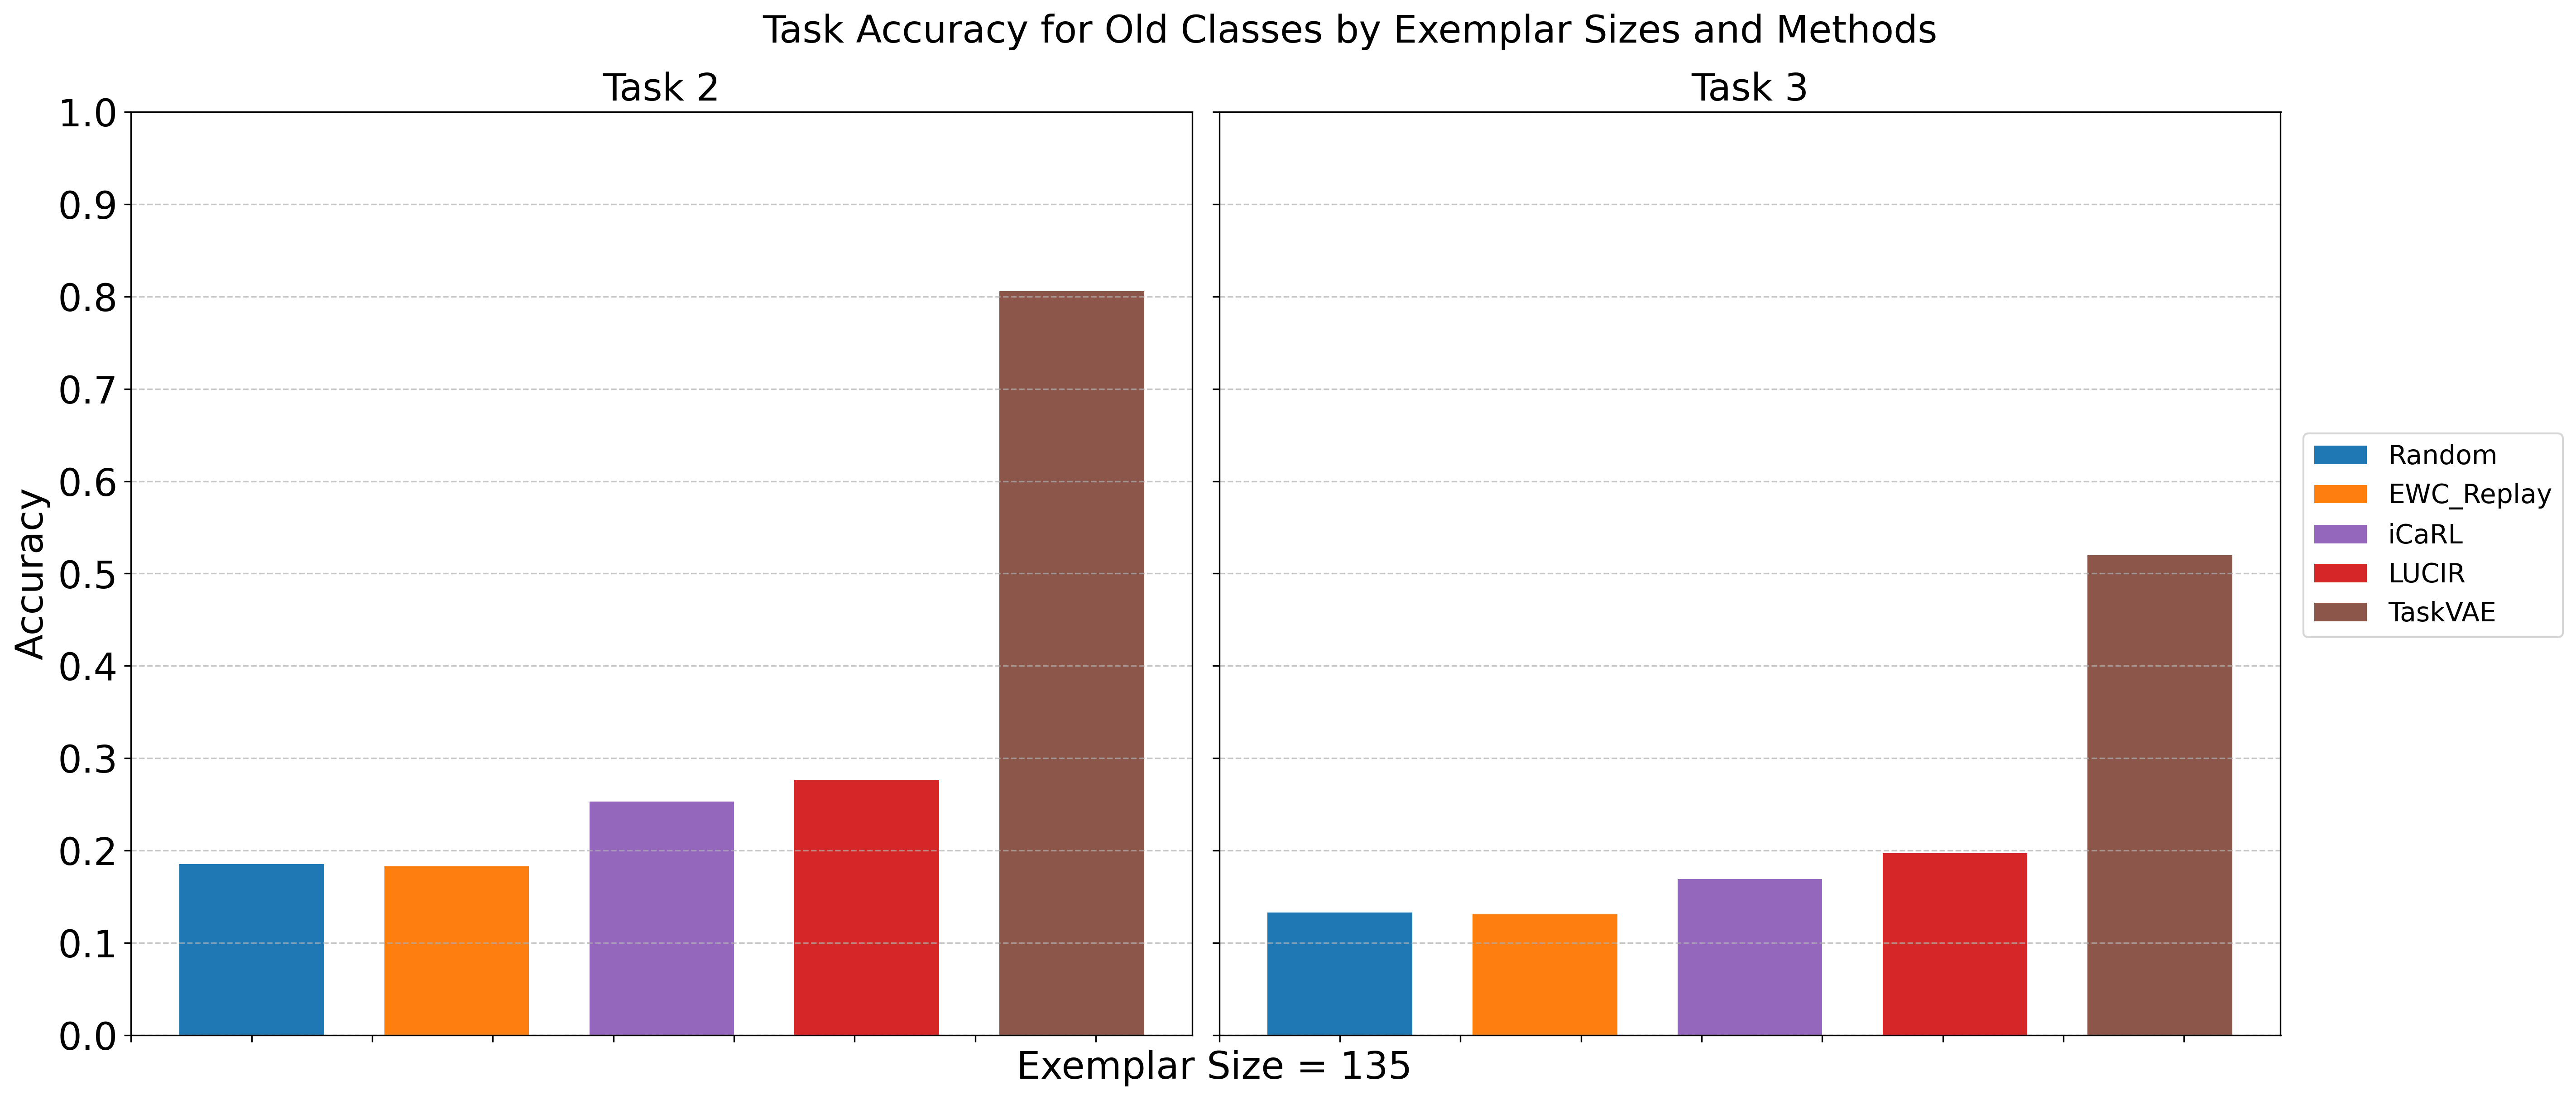 Task Accuracy for Old Classes by Exemplar Sizes and Methods
Task 2
Task 3
1.0
0.9
0.8
0.7
0.6
0.5
0.4
0.3
0.2
0.1
0.0
Accuracy
Exemplar Size = 135
Random
EWC_Replay
iCaRL
LUCIR
TaskVAE